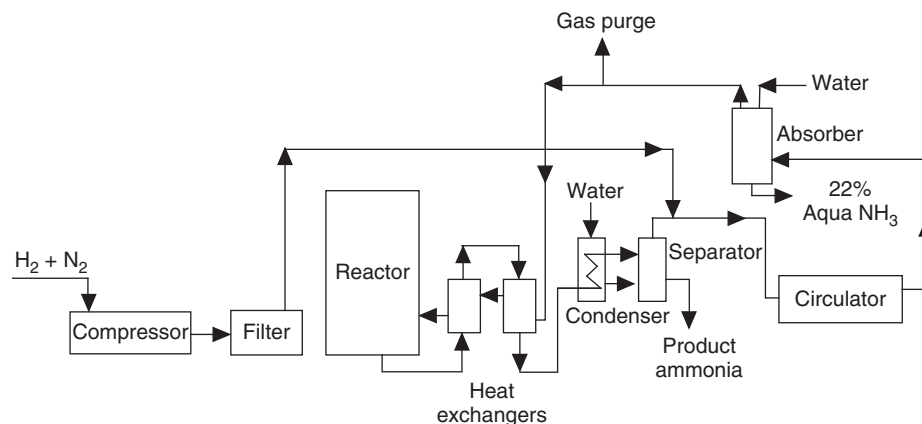 Gas purge
Water
Absorber
22%
Aqua NH₃
Water
H₂ + N₂
Reactor
Separator
Compressor
Filter
Condenser
Circulator
Product
ammonia
Heat
exchangers